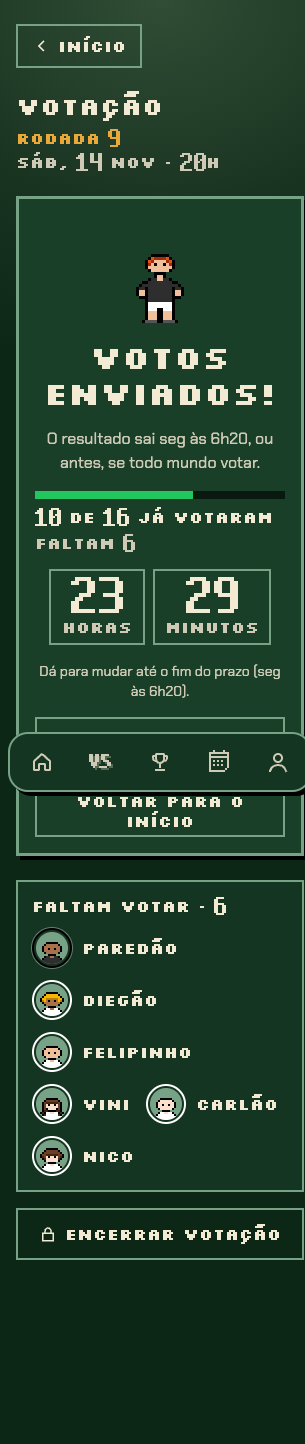 INÍCIO
VOTAÇÃO
RODADA 9
SÁB, 14 NOV · 20H
VOTOS
ENVIADOS!
O resultado sai seg às 6h20, ou
antes, se todo mundo votar.
10 DE 16 JÁ VOTARAM
FALTAM 6
23
HORAS
29
MINUTOS
Dá para mudar até o fim do prazo (seg
às 6h20).
VS
VOLTAR PARA O
INÍCIO
FALTAM VOTAR · 6
PAREDÃO
DIEGÃO
FELIPINHO
VINI
CARLÃO
NICO
ENCERRAR VOTAÇÃO